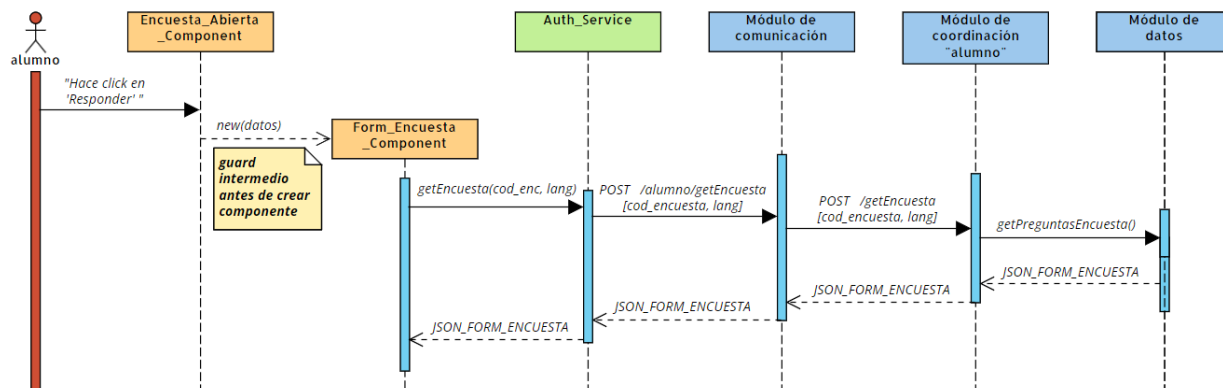 Encuesta_Abierta
_Component
Auth_Service
Módulo de
comunicación
Módulo de
coordinación
"alumno"
Módulo de
datos
alumno
"Hace click en
'Responder' "
new(datos)
Form_Encuesta
_Component
guard
intermedio
antes de crear
componente
getEncuesta(cod_enc, lang)
POST /alumno/getEncuesta
[cod_encuesta, lang]
POST /getEncuesta
[cod_encuesta, lang]
getPreguntasEncuesta()
JSON_FORM_ENCUESTA
JSON_FORM_ENCUESTA
JSON_FORM_ENCUESTA
JSON_FORM_ENCUESTA